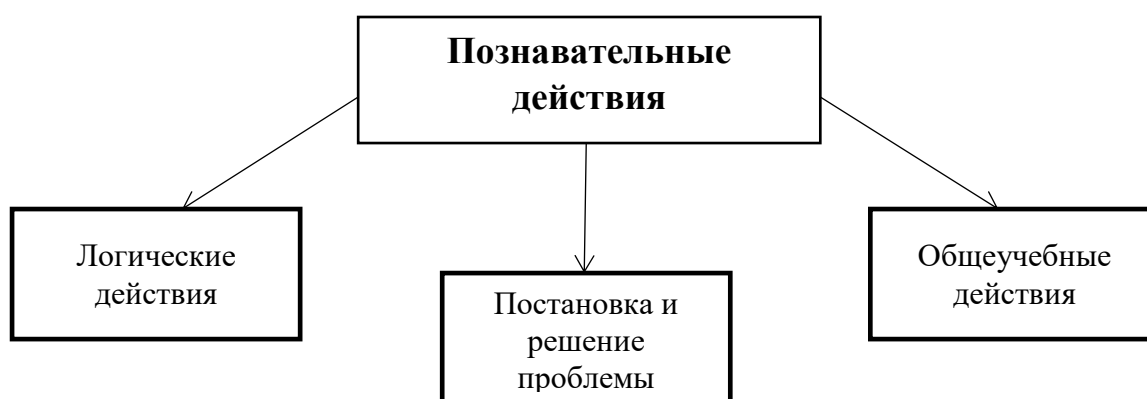 Познавательные
действия
Логические
действия
Постановка и
решение
проблемы
Общеучебные
действия